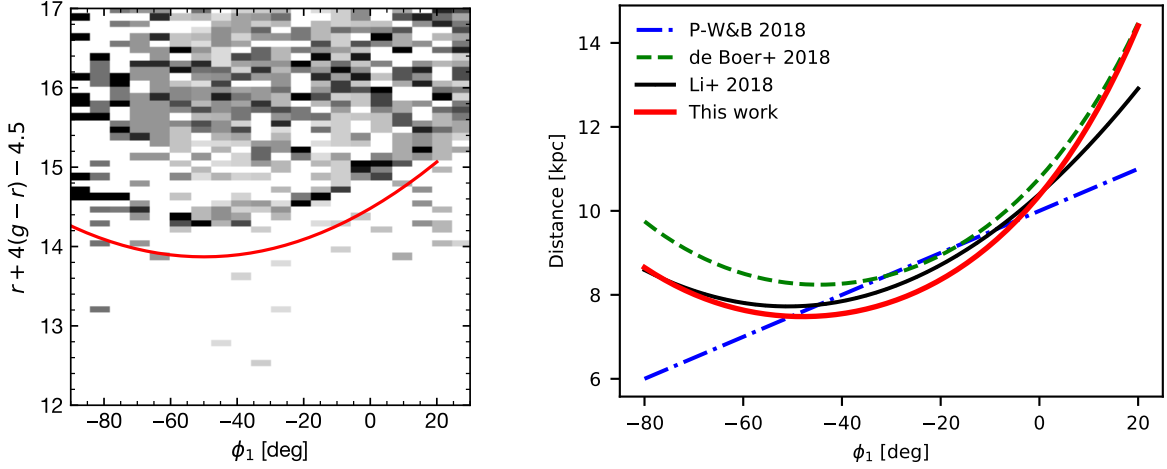 17
16
15
14
13
12
r + 4(g − r) − 4.5
−80 −60 −40 −20 0 20
ϕ₁ [deg]
14
12
10
8
6
Distance [kpc]
P-W&B 2018
de Boer+ 2018
Li+ 2018
This work
−80 −60 −40 −20 0 20
ϕ₁ [deg]